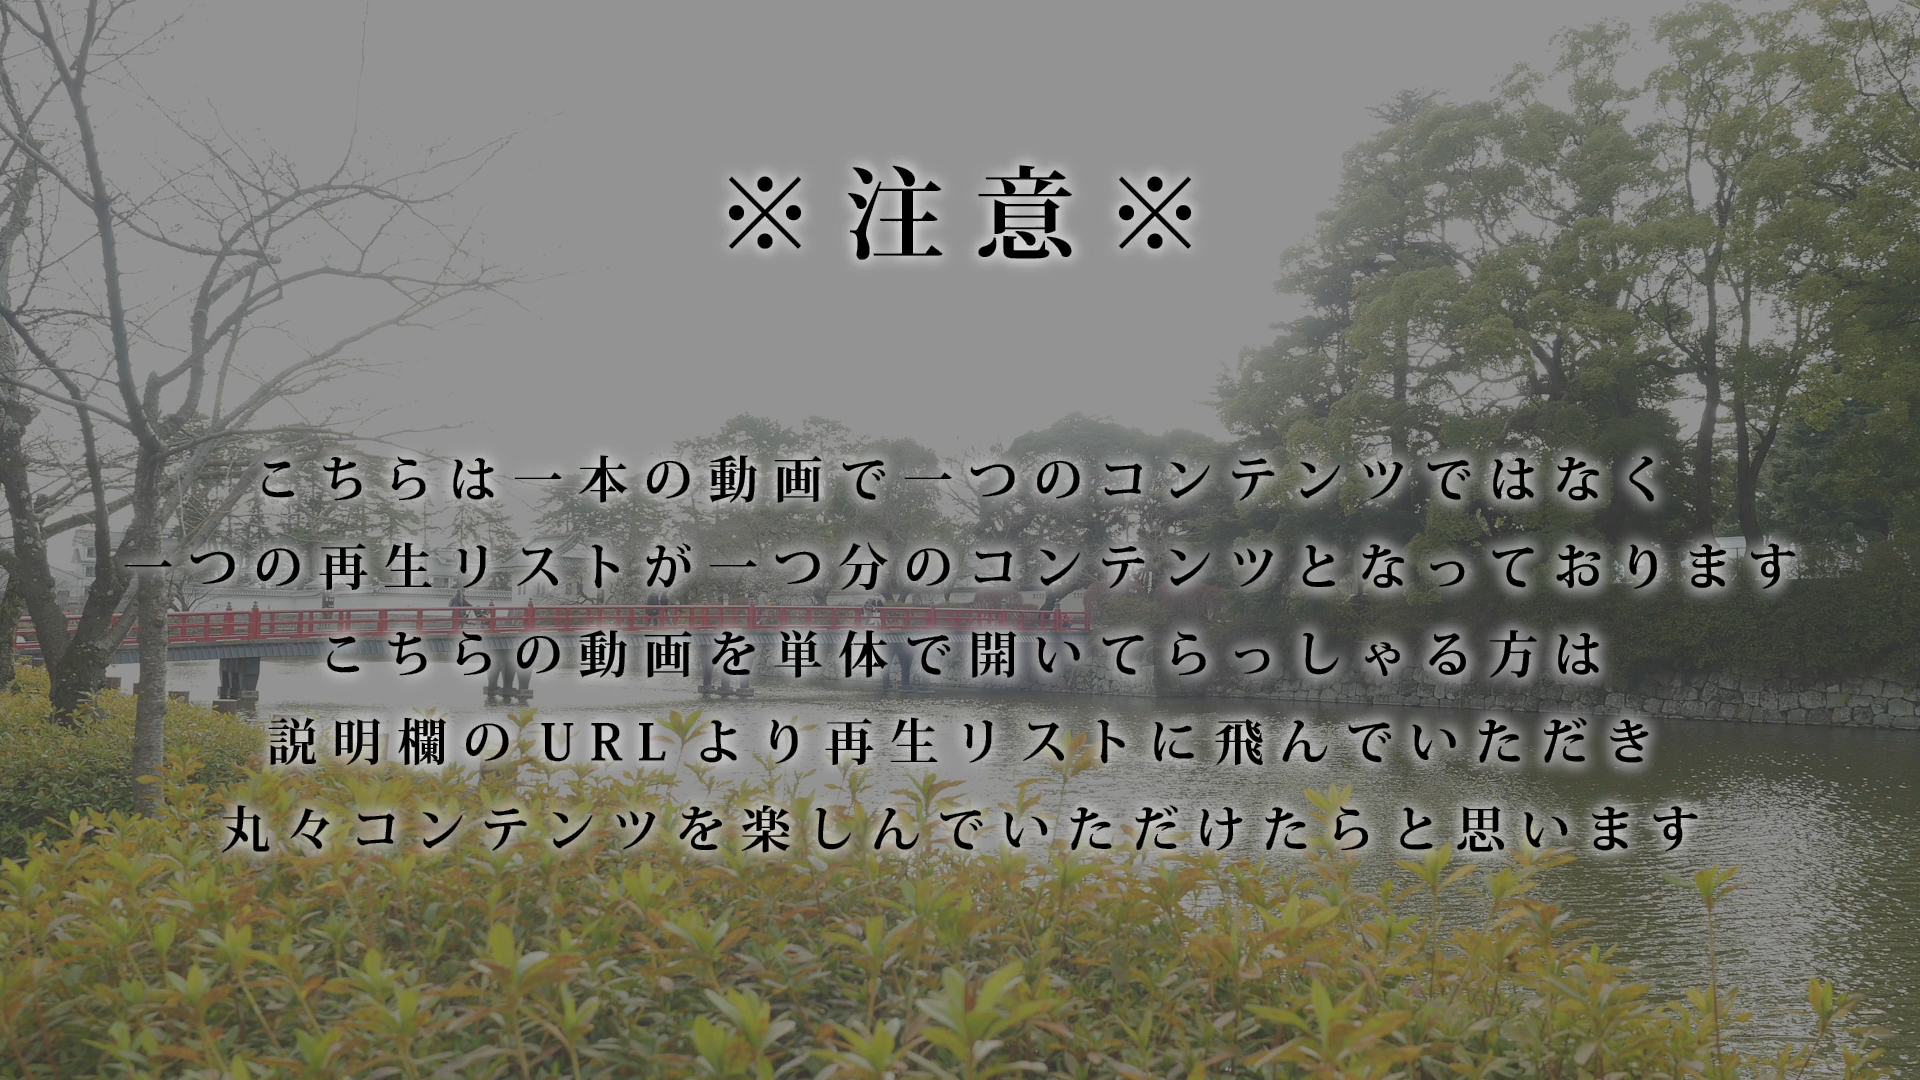 ※注意※
こちらは一本の動画で一つのコンテンツではなく
一つの再生リストが一つ分のコンテンツとなっております
こちらの動画を単体で開いてらっしゃる方は
説明欄のURLより再生リストに飛んでいただき
丸々コンテンツを楽しんでいただけたらと思います